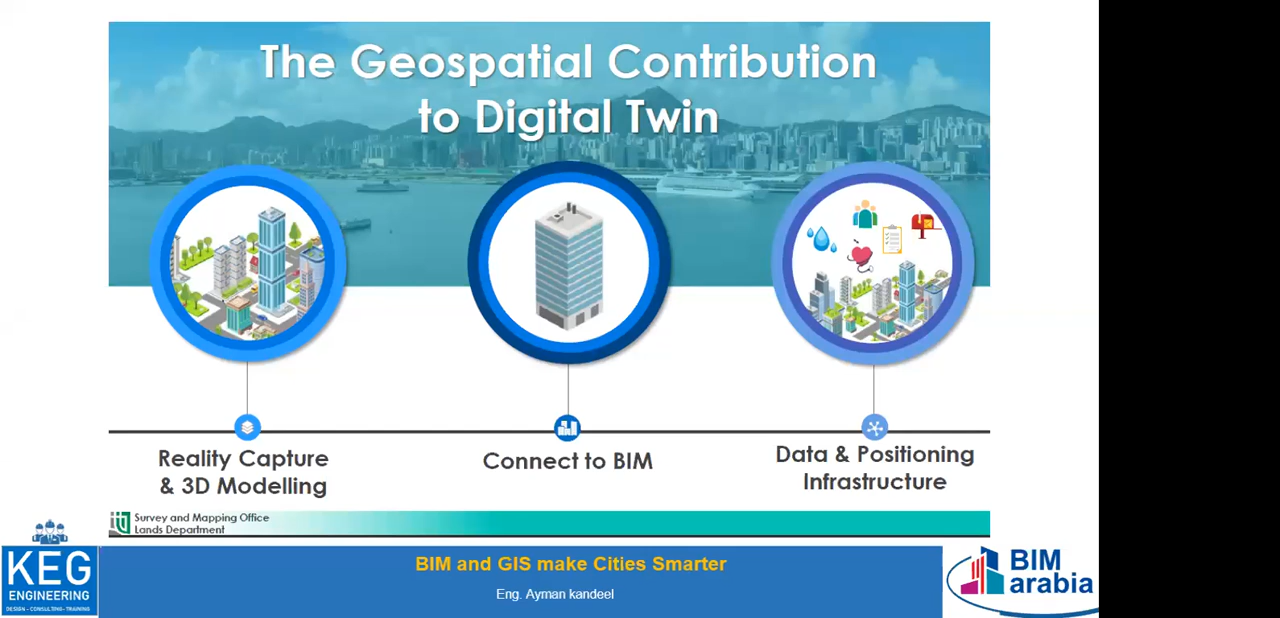 The Geospatial Contribution
to Digital Twin
Reality Capture
& 3D Modelling
Connect to BIM
Data & Positioning
Infrastructure
Survey and Mapping Office
Lands Department
KEG
ENGINEERING
DESIGN - CONSULTING- TRAINING
BIM and GIS make Cities Smarter
Eng. Ayman kandeel
BIM
arabia